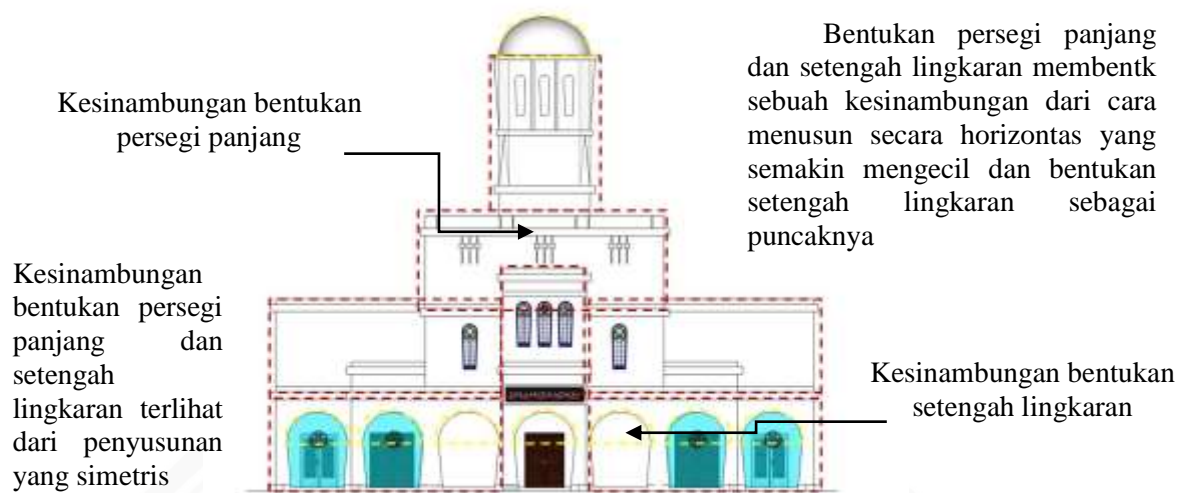 Kesinambungan bentukan
persegi panjang
Bentukan persegi panjang
dan setengah lingkaran membentk
sebuah kesinambungan dari cara
menusun secara horizontas yang
semakin mengecil dan bentukan
setengah lingkaran sebagai
puncaknya
Kesinambungan
bentukan persegi
panjang dan
setengah
lingkaran terlihat
dari penyusunan
yang simetris
Kesinambungan bentukan
setengah lingkaran